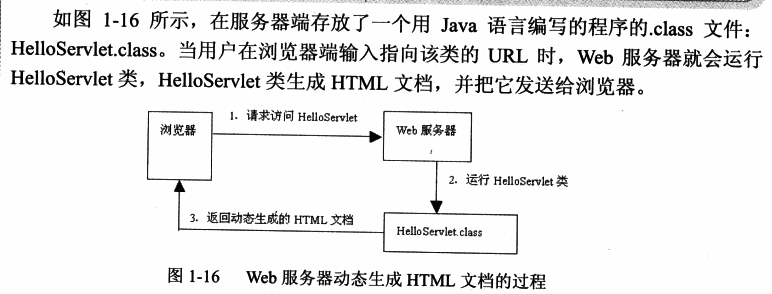 如图 1-16 所示，在服务器端存放了一个用 Java 语言编写的程序的.class 文件：
HelloServlet.class。当用户在浏览器端输入指向该类的 URL 时，Web 服务器就会运行
HelloServlet 类，HelloServlet 类生成 HTML 文档，并把它发送给浏览器。
浏览器
1. 请求访问 HelloServlet
Web 服务器
2. 运行 HelloServlet 类
3. 返回动态生成的 HTML 文档
HelloServlet.class
图 1-16 Web 服务器动态生成 HTML 文档的过程